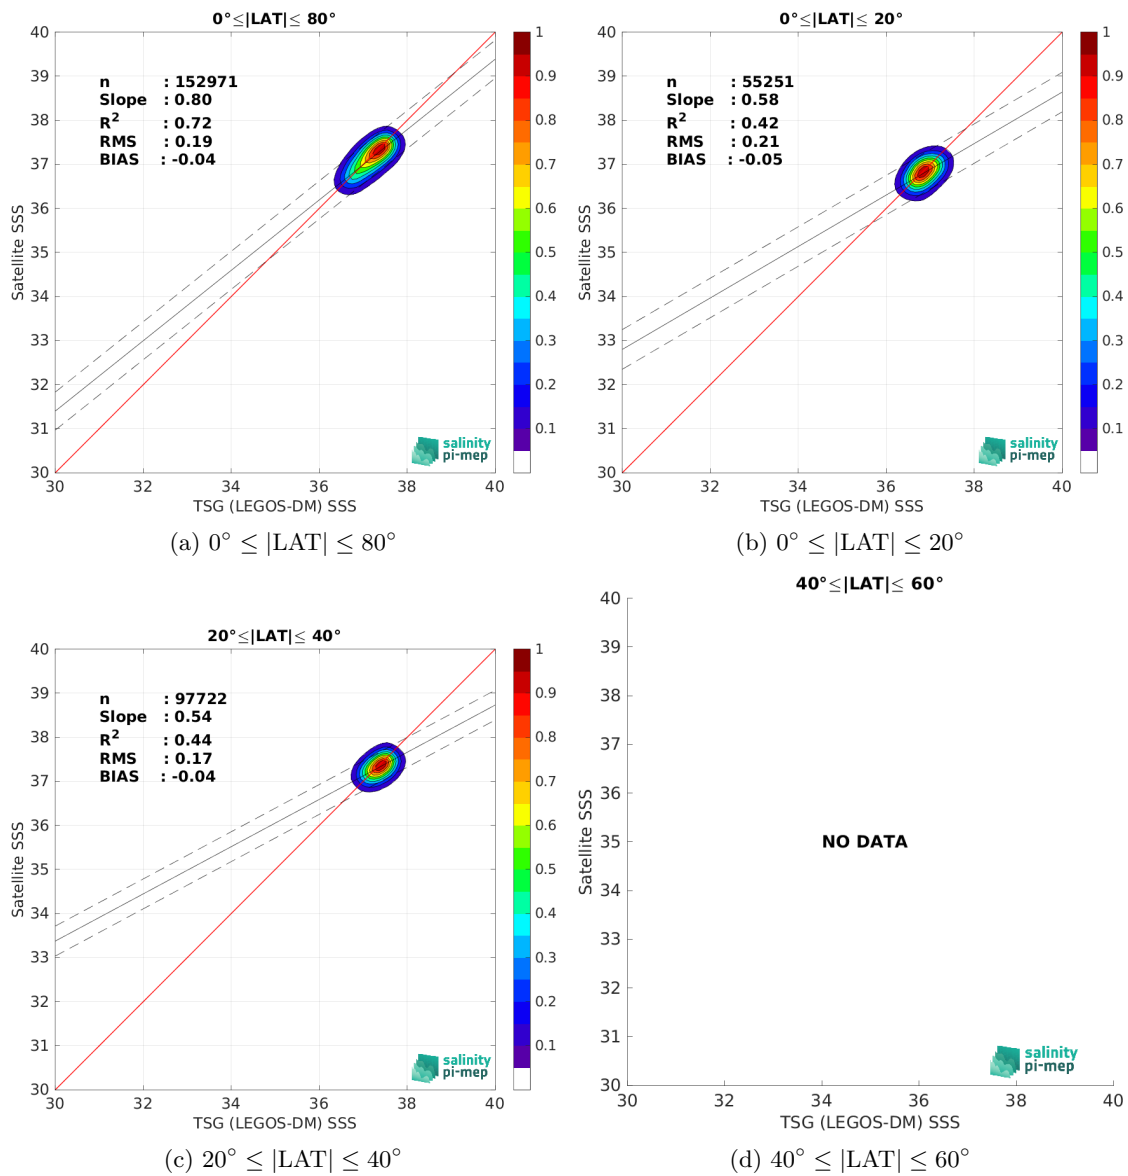 0°≤|LAT|≤ 80°
40
39
38
37
36
35
34
33
32
31
30
Satellite SSS
n : 152971
Slope : 0.80
R2 : 0.72
RMS : 0.19
BIAS : -0.04
salinity
pi-mep
30 32 34 36 38 40
TSG (LEGOS-DM) SSS
1
0.9
0.8
0.7
0.6
0.5
0.4
0.3
0.2
0.1
(a) 0° ≤ |LAT| ≤ 80°
0°≤|LAT|≤ 20°
40
39
38
37
36
35
34
33
32
31
30
Satellite SSS
n : 55251
Slope : 0.58
R2 : 0.42
RMS : 0.21
BIAS : -0.05
salinity
pi-mep
30 32 34 36 38 40
TSG (LEGOS-DM) SSS
1
0.9
0.8
0.7
0.6
0.5
0.4
0.3
0.2
0.1
(b) 0° ≤ |LAT| ≤ 20°
20°≤|LAT|≤ 40°
40
39
38
37
36
35
34
33
32
31
30
Satellite SSS
n : 97722
Slope : 0.54
R2 : 0.44
RMS : 0.17
BIAS : -0.04
salinity
pi-mep
30 32 34 36 38 40
TSG (LEGOS-DM) SSS
1
0.9
0.8
0.7
0.6
0.5
0.4
0.3
0.2
0.1
(c) 20° ≤ |LAT| ≤ 40°
40°≤|LAT|≤ 60°
40
39
38
37
36
35
34
33
32
31
30
Satellite SSS
NO DATA
salinity
pi-mep
30 32 34 36 38 40
TSG (LEGOS-DM) SSS
(d) 40° ≤ |LAT| ≤ 60°